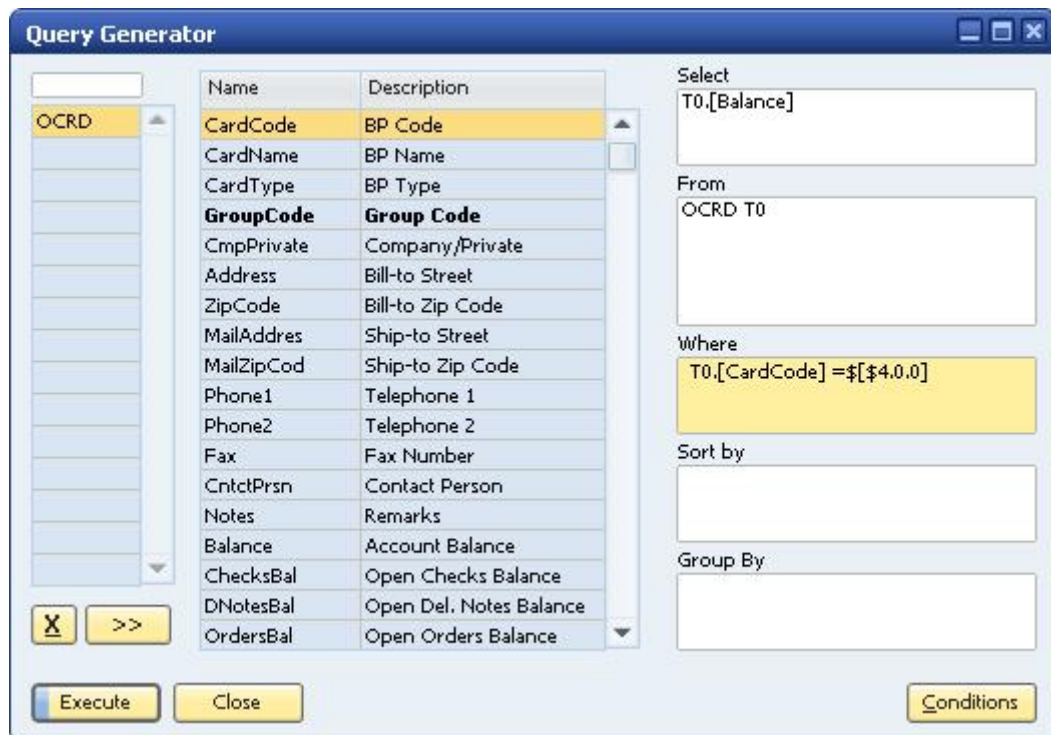 Query Generator
OCRD
Name Description
CardCode BP Code
CardName BP Name
CardType BP Type
GroupCode Group Code
CmpPrivate Company/Private
Address Bill-to Street
ZipCode Bill-to Zip Code
MailAddres Ship-to Street
MailZipCod Ship-to Zip Code
Phone1 Telephone 1
Phone2 Telephone 2
Fax Fax Number
CntctPrsn Contact Person
Notes Remarks
Balance Account Balance
ChecksBal Open Checks Balance
DNotesBal Open Del. Notes Balance
OrdersBal Open Orders Balance
Select
T0.[Balance]
From
OCRD T0
Where
T0.[CardCode] =$[$4.0.0]
Sort by
Group By
X >>
Execute Close Conditions